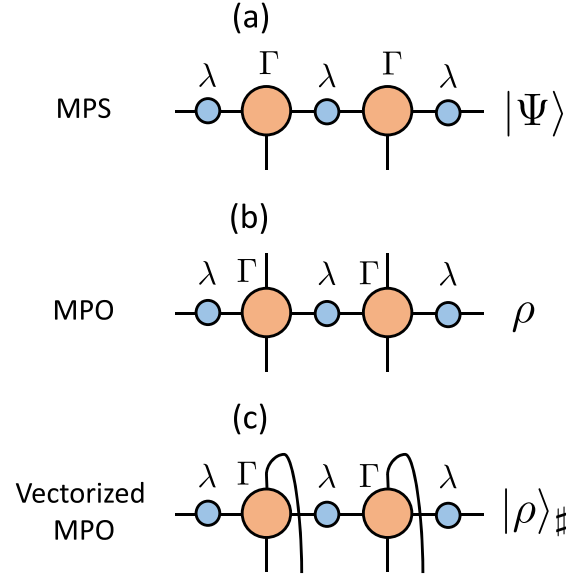 (a)
λ Γ λ Γ λ
MPS |Ψ⟩
(b)
λ Γ λ Γ λ
MPO ρ
(c)
λ Γ λ Γ λ
Vectorized
MPO |ρ⟩♯